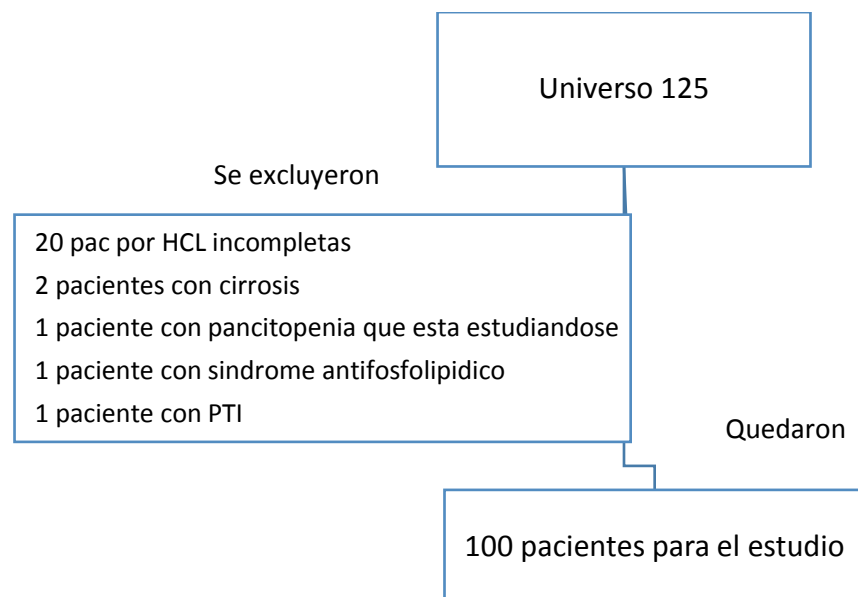 Universo 125
Se excluyeron
20 pac por HCL incompletas
2 pacientes con cirrosis
1 paciente con pancitopenia que esta estudiandose
1 paciente con sindrome antifosfolipidico
1 paciente con PTI
Quedaron
100 pacientes para el estudio